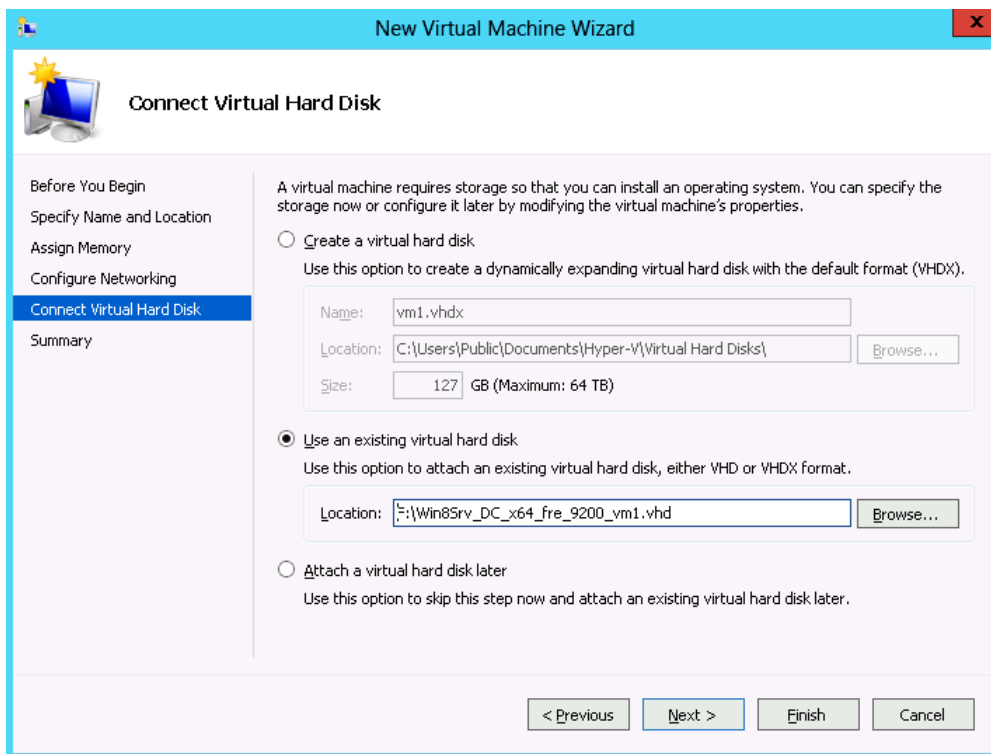 New Virtual Machine Wizard
x
Connect Virtual Hard Disk
Before You Begin
Specify Name and Location
Assign Memory
Configure Networking
Connect Virtual Hard Disk
Summary
A virtual machine requires storage so that you can install an operating system. You can specify the
storage now or configure it later by modifying the virtual machine's properties.
Create a virtual hard disk
Use this option to create a dynamically expanding virtual hard disk with the default format (VHDX).
Name: vm1.vhdx
Location: C:\Users\Public\Documents\Hyper-V\Virtual Hard Disks\ Browse...
Size: 127 GB (Maximum: 64 TB)
Use an existing virtual hard disk
Use this option to attach an existing virtual hard disk, either VHD or VHDX format.
Location: F:\Win8Srv_DC_x64_fre_9200_vm1.vhd Browse...
Attach a virtual hard disk later
Use this option to skip this step now and attach an existing virtual hard disk later.
< Previous Next > Finish Cancel